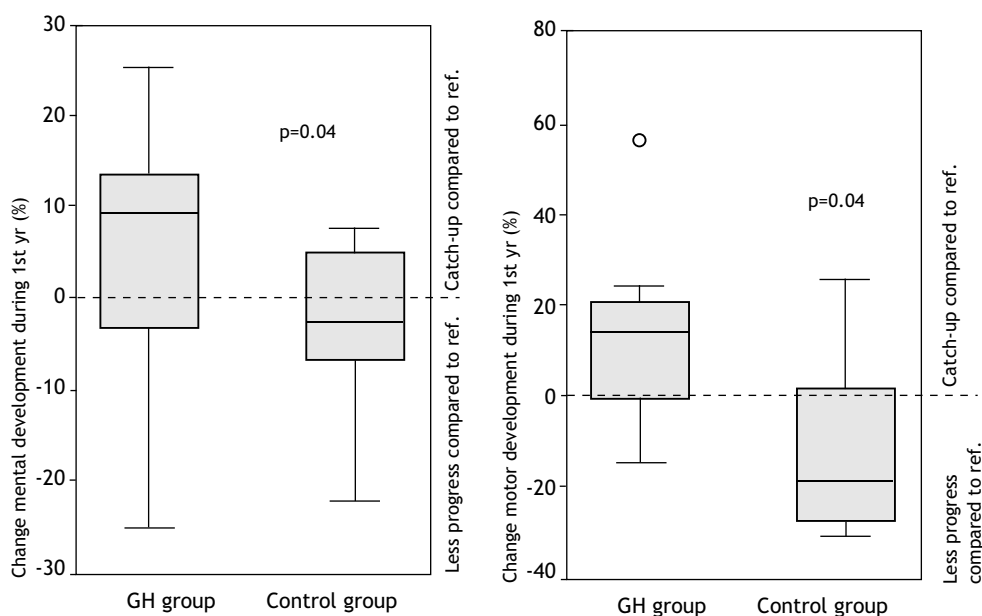 Change mental development during 1st yr (%)
30
20
10
0
-10
-20
-30
p=0.04
GH group
Control group
Catch-up compared to ref.
Less progress compared to ref.
Change motor development during 1st yr (%)
80
60
40
20
0
-20
-40
p=0.04
GH group
Control group
Catch-up compared to ref.
Less progress
compared to ref.